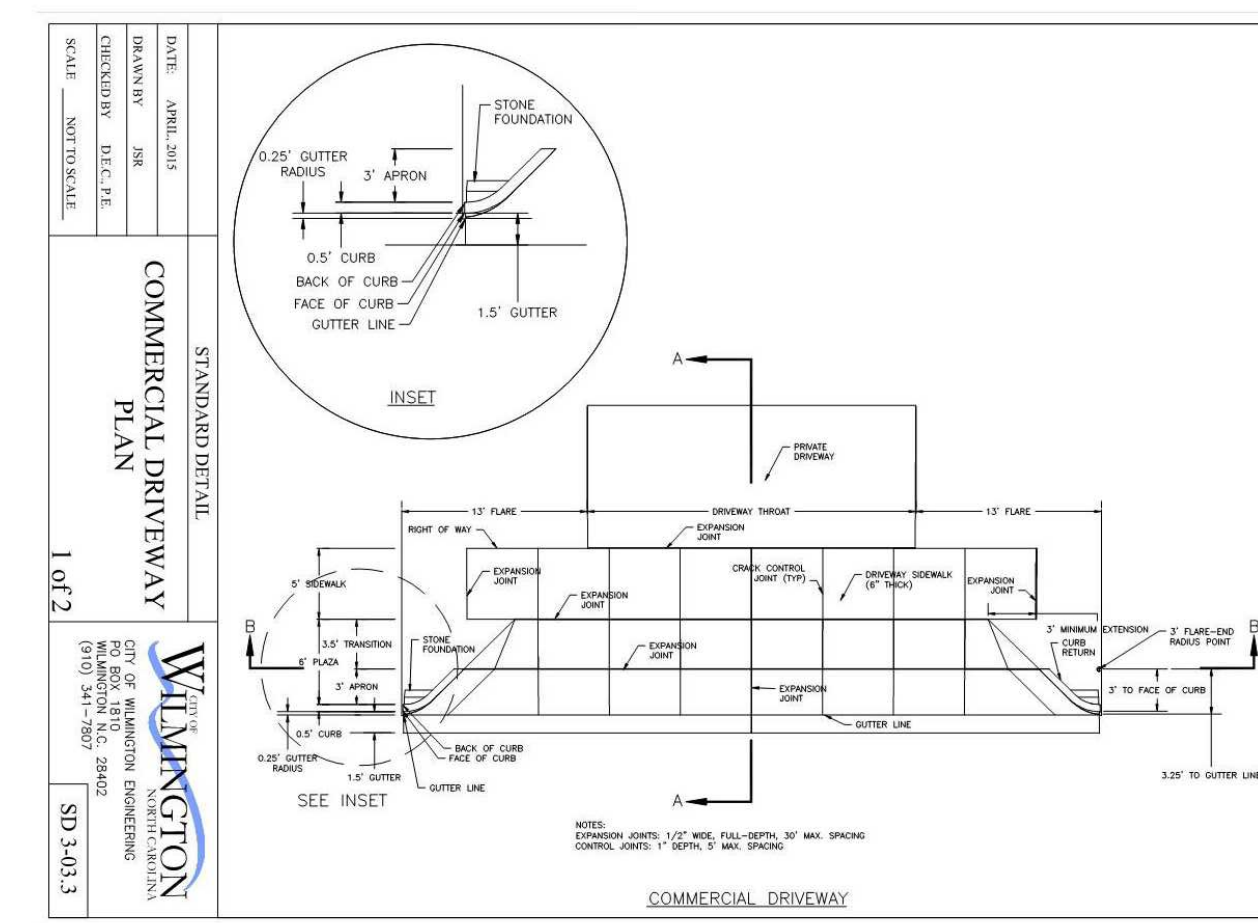 DATE: APRIL, 2015
DRAWN BY JSR
CHECKED BY D.E.C., P.E.
SCALE NOT TO SCALE
STANDARD DETAIL
COMMERCIAL DRIVEWAY
PLAN
1 of 2
CITY OF
WILMINGTON
NORTH CAROLINA
CITY OF WILMINGTON ENGINEERING
PO BOX 1810
WILMINGTON N.C. 28402
(910) 341-7807
SD 3-03.3
STONE
FOUNDATION
0.25' GUTTER
RADIUS
3' APRON
0.5' CURB
BACK OF CURB
FACE OF CURB
GUTTER LINE
1.5' GUTTER
INSET
A
PRIVATE
DRIVEWAY
13' FLARE
DRIVEWAY THROAT
13' FLARE
RIGHT OF WAY
EXPANSION
JOINT
5' SIDEWALK
EXPANSION
JOINT
EXPANSION
JOINT
CRACK CONTROL
JOINT (TYP)
DRIVEWAY SIDEWALK
(6" THICK)
EXPANSION
JOINT
B
3.5' TRANSITION
6' PLAZA
3' APRON
STONE
FOUNDATION
EXPANSION
JOINT
EXPANSION
JOINT
3' MINIMUM EXTENSION
CURB
RETURN
3' FLARE-END
RADIUS POINT
B
3' TO FACE OF CURB
0.5' CURB
0.25' GUTTER
RADIUS
1.5' GUTTER
BACK OF CURB
FACE OF CURB
GUTTER LINE
GUTTER LINE
3.25' TO GUTTER LINE
SEE INSET
A
NOTES:
EXPANSION JOINTS: 1/2" WIDE, FULL-DEPTH, 30' MAX. SPACING
CONTROL JOINTS: 1" DEPTH, 5' MAX. SPACING
COMMERCIAL DRIVEWAY